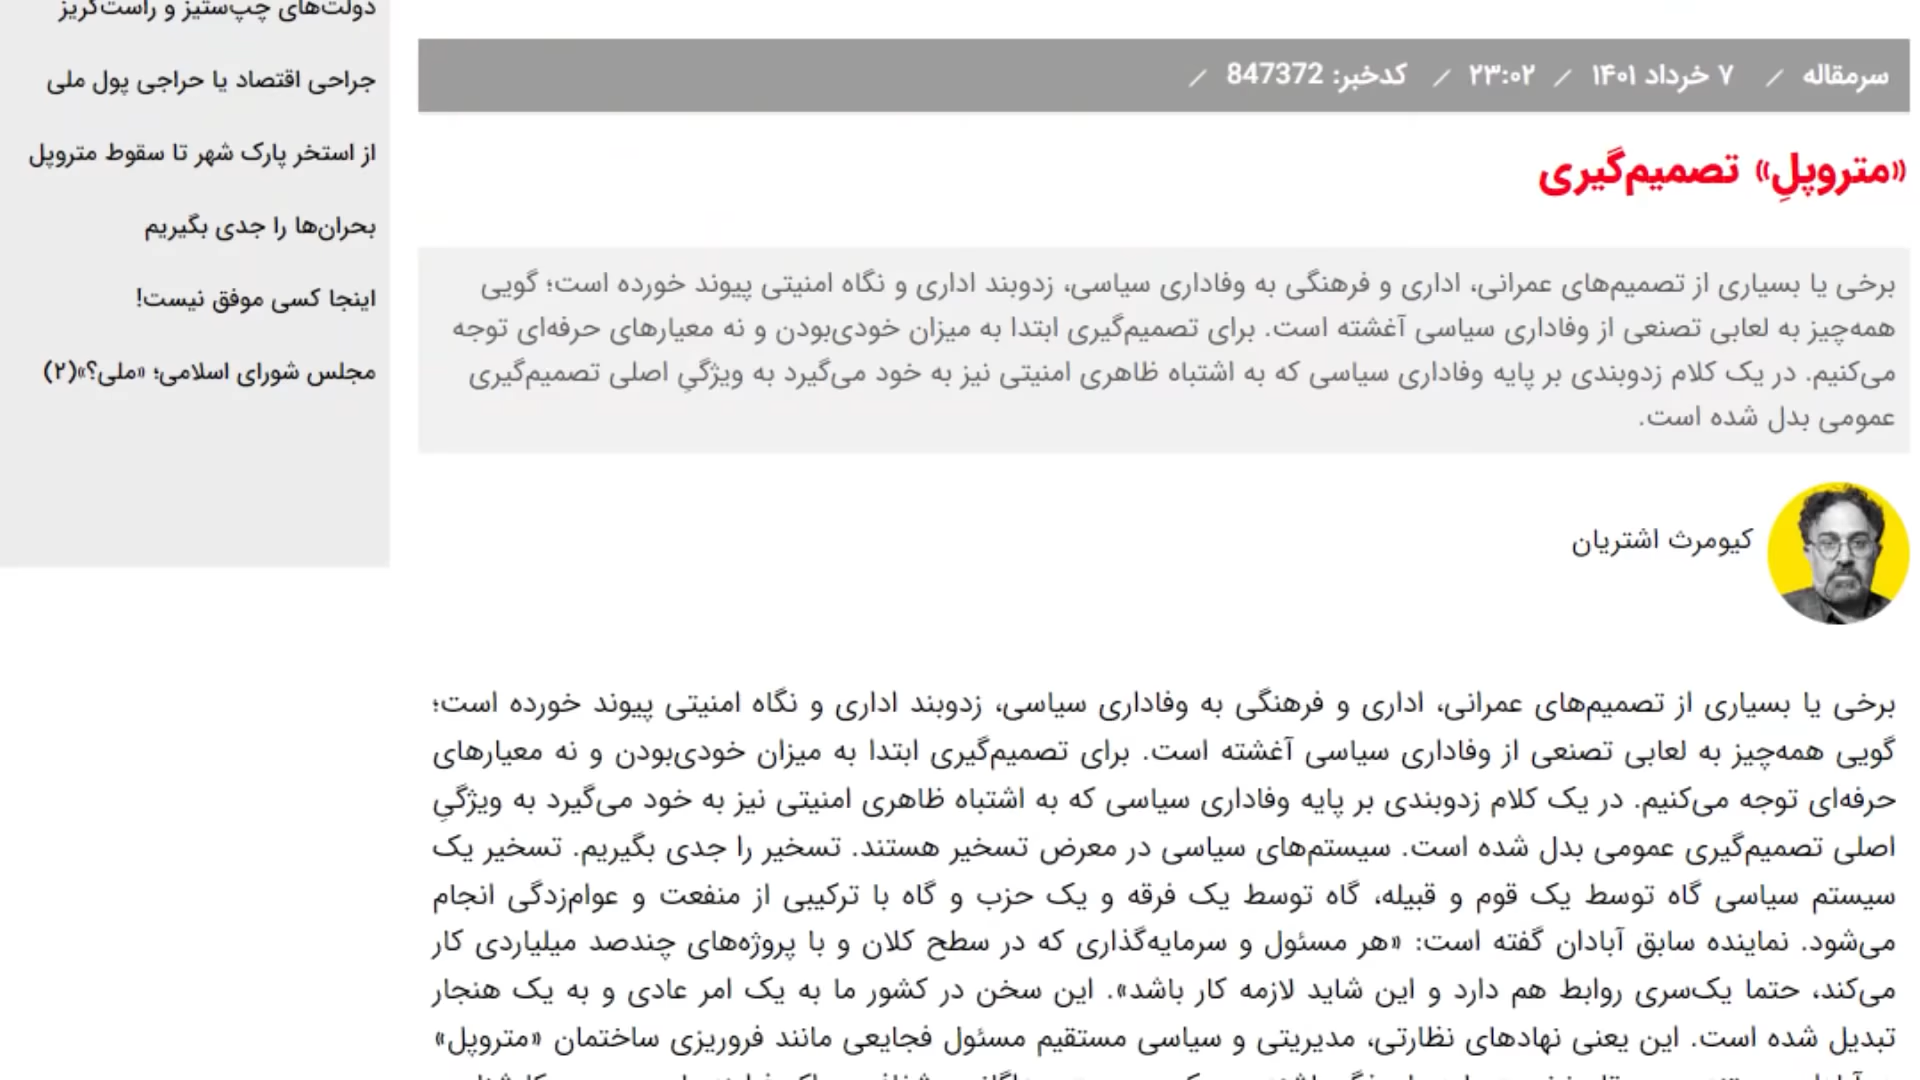 سرمقاله / ۷ خرداد ۱۴۰۱ / ۲۳:۰۲ / کدخبر: 847372 /
«متروپلِ» تصمیم‌گیری
برخی یا بسیاری از تصمیم‌های عمرانی، اداری و فرهنگی به وفاداری سیاسی، زدوبند اداری و نگاه امنیتی پیوند خورده است؛ گویی
همه‌چیز به لعابی تصنعی از وفاداری سیاسی آغشته است. برای تصمیم‌گیری ابتدا به میزان خودی‌بودن و نه معیارهای حرفه‌ای توجه
می‌کنیم. در یک کلام زدوبندی بر پایه وفاداری سیاسی که به اشتباه ظاهری امنیتی نیز به خود می‌گیرد به ویژگیِ اصلی تصمیم‌گیری
عمومی بدل شده است.
کیومرث اشتریان
برخی یا بسیاری از تصمیم‌های عمرانی، اداری و فرهنگی به وفاداری سیاسی، زدوبند اداری و نگاه امنیتی پیوند خورده است؛
گویی همه‌چیز به لعابی تصنعی از وفاداری سیاسی آغشته است. برای تصمیم‌گیری ابتدا به میزان خودی‌بودن و نه معیارهای
حرفه‌ای توجه می‌کنیم. در یک کلام زدوبندی بر پایه وفاداری سیاسی که به اشتباه ظاهری امنیتی نیز به خود می‌گیرد به ویژگیِ
اصلی تصمیم‌گیری عمومی بدل شده است. سیستم‌های سیاسی در معرض تسخیر هستند. تسخیر را جدی بگیریم. تسخیر یک
سیستم سیاسی گاه توسط یک قوم و قبیله، گاه توسط یک فرقه و یک حزب و گاه با ترکیبی از منفعت و عوام‌زدگی انجام
می‌شود. نماینده سابق آبادان گفته است: «هر مسئول و سرمایه‌گذاری که در سطح کلان و با پروژه‌های چندصد میلیاردی کار
می‌کند، حتما یک‌سری روابط هم دارد و این شاید لازمه کار باشد». این سخن در کشور ما به یک امر عادی و به یک هنجار
تبدیل شده است. این یعنی نهادهای نظارتی، مدیریتی و سیاسی مستقیم مسئول فجایعی مانند فروریزی ساختمان «متروپل»
دولت‌های چپ‌ستیز و راست‌گریز
جراحی اقتصاد یا حراجی پول ملی
از استخر پارک شهر تا سقوط متروپل
بحران‌ها را جدی بگیریم
اینجا کسی موفق نیست!
مجلس شورای اسلامی؛ «ملی؟»(۲)